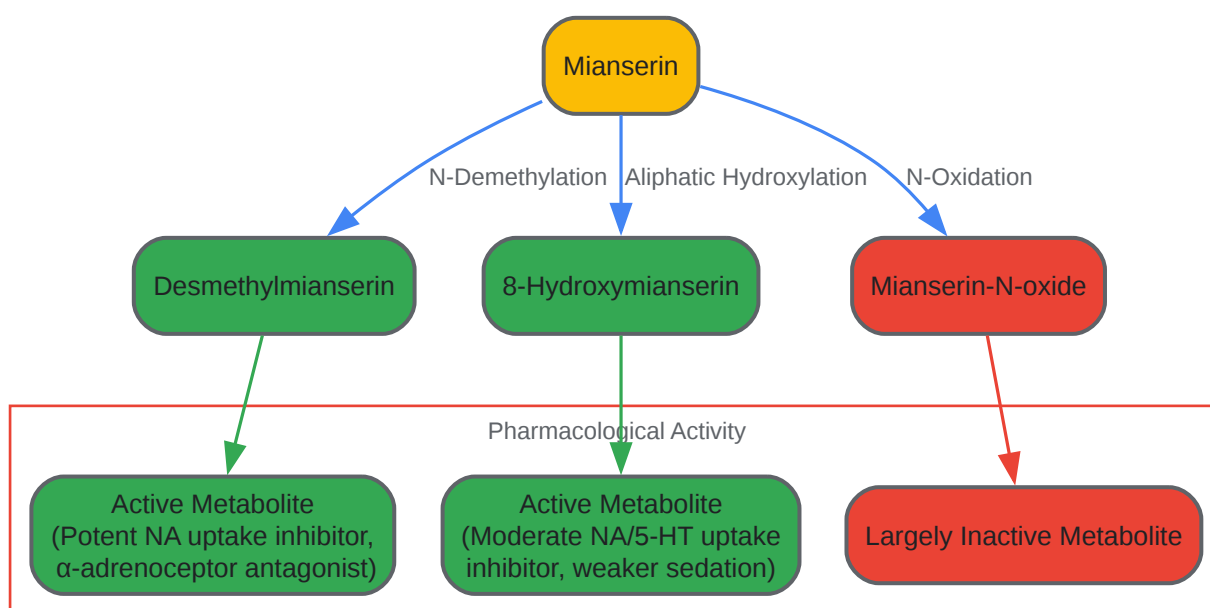 Mianserin
N-Demethylation
Aliphatic Hydroxylation
N-Oxidation
Desmethylmianserin
8-Hydroxymianserin
Mianserin-N-oxide
Pharmacological Activity
Active Metabolite
(Potent NA uptake inhibitor,
α-adrenoceptor antagonist)
Active Metabolite
(Moderate NA/5-HT uptake
inhibitor, weaker sedation)
Largely Inactive Metabolite